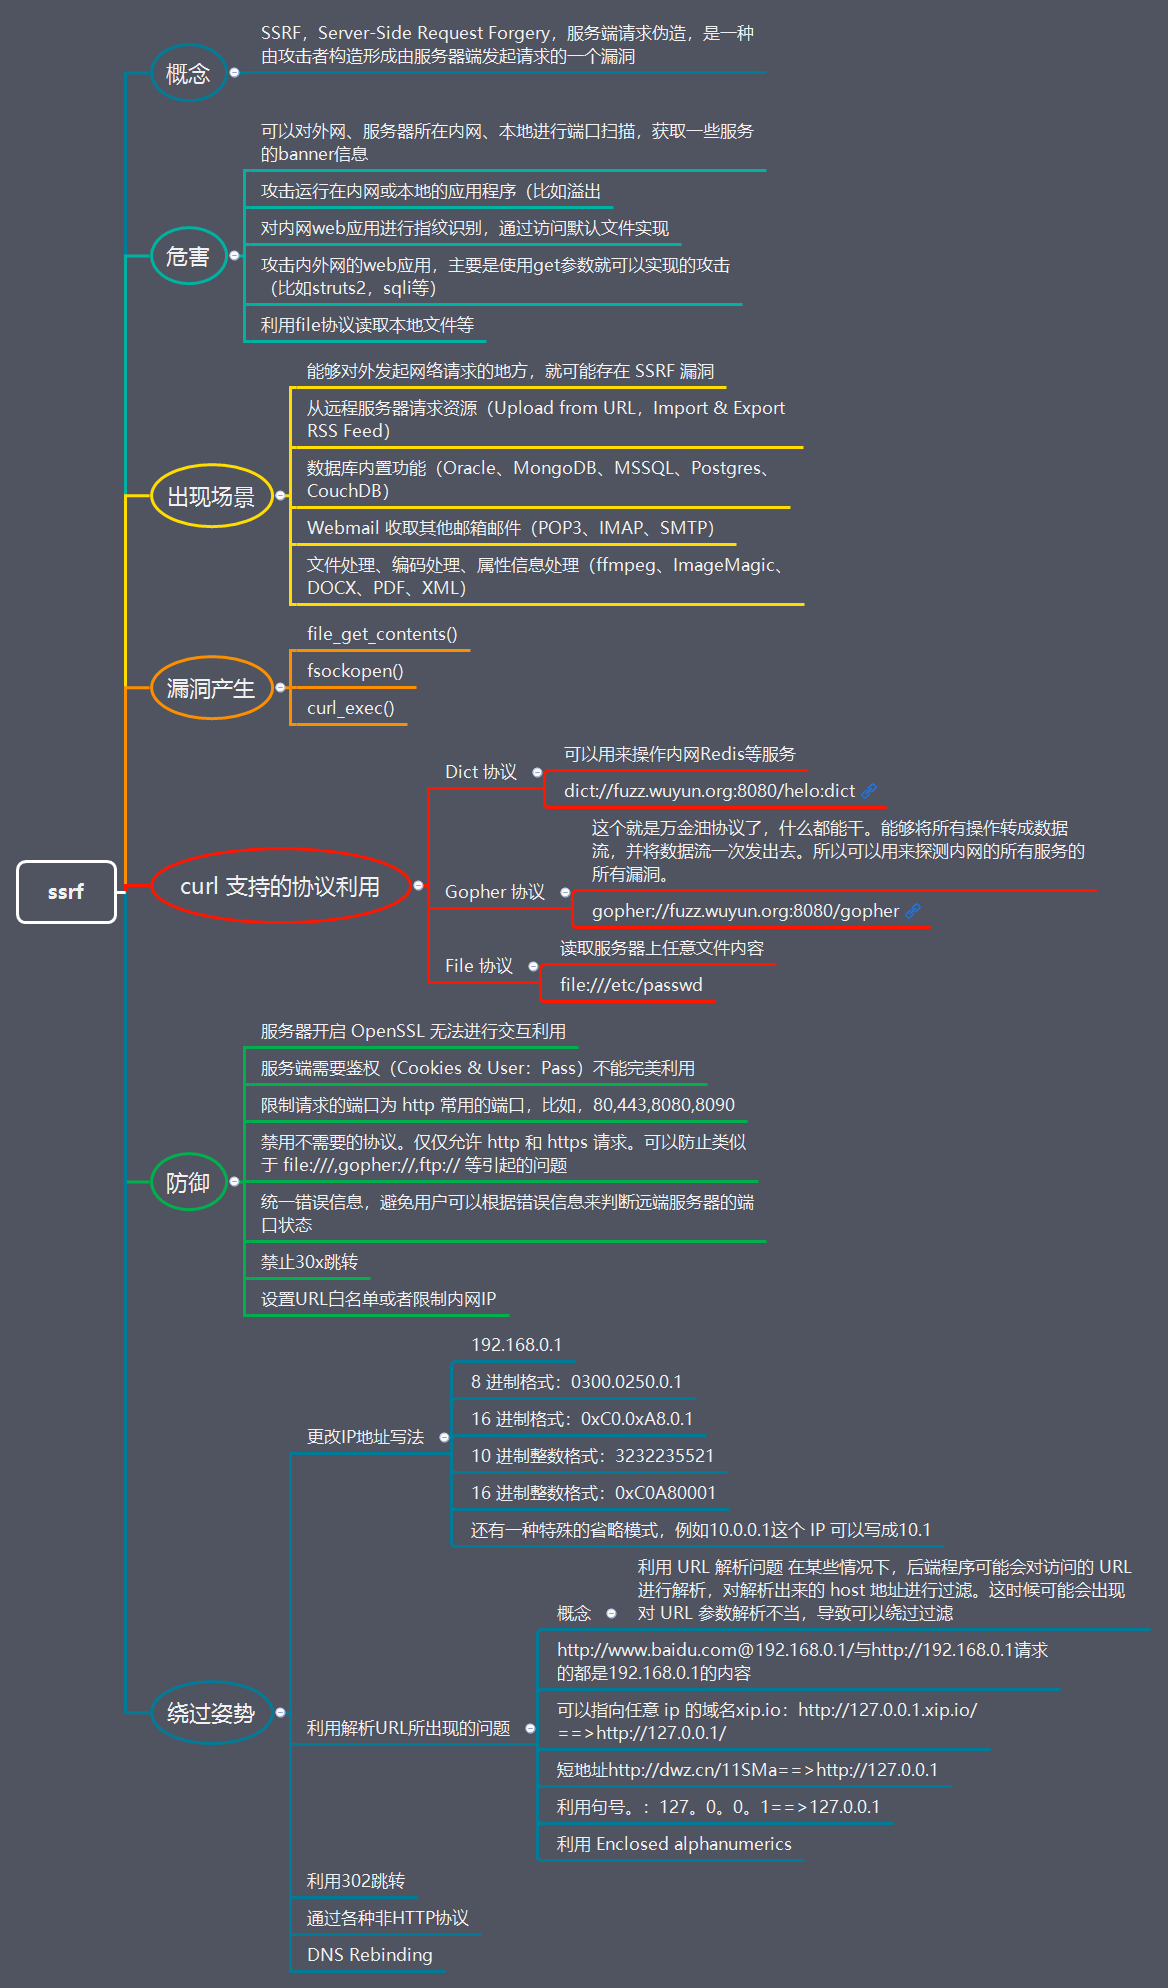 SSRF，Server-Side Request Forgery，服务端请求伪造，是一种
由攻击者构造形成由服务器端发起请求的一个漏洞
概念
可以对外网、服务器所在内网、本地进行端口扫描，获取一些服务
的banner信息
攻击运行在内网或本地的应用程序（比如溢出
对内网web应用进行指纹识别，通过访问默认文件实现
危害
攻击内外网的web应用，主要是使用get参数就可以实现的攻击
（比如struts2，sqli等）
利用file协议读取本地文件等
能够对外发起网络请求的地方，就可能存在 SSRF 漏洞
从远程服务器请求资源（Upload from URL，Import & Export
RSS Feed）
出现场景
数据库内置功能（Oracle、MongoDB、MSSQL、Postgres、
CouchDB）
Webmail 收取其他邮箱邮件（POP3、IMAP、SMTP）
文件处理、编码处理、属性信息处理（ffmpeg、ImageMagic、
DOCX、PDF、XML）
file_get_contents()
漏洞产生
fsockopen()
curl_exec()
ssrf
curl 支持的协议利用
Dict 协议
可以用来操作内网Redis等服务
dict://fuzz.wuyun.org:8080/helo:dict
Gopher 协议
这个就是万金油协议了，什么都能干。能够将所有操作转成数据
流，并将数据流一次发出去。所以可以用来探测内网的所有服务的
所有漏洞。
gopher://fuzz.wuyun.org:8080/gopher
File 协议
读取服务器上任意文件内容
file:///etc/passwd
服务器开启 OpenSSL 无法进行交互利用
服务端需要鉴权（Cookies & User：Pass）不能完美利用
限制请求的端口为 http 常用的端口，比如，80,443,8080,8090
防御
禁用不需要的协议。仅仅允许 http 和 https 请求。可以防止类似
于 file:///,gopher://,ftp:// 等引起的问题
统一错误信息，避免用户可以根据错误信息来判断远端服务器的端
口状态
禁止30x跳转
设置URL白名单或者限制内网IP
绕过姿势
更改IP地址写法
192.168.0.1
8 进制格式：0300.0250.0.1
16 进制格式：0xC0.0xA8.0.1
10 进制整数格式：3232235521
16 进制整数格式：0xC0A80001
还有一种特殊的省略模式，例如10.0.0.1这个 IP 可以写成10.1
利用解析URL所出现的问题
概念
利用 URL 解析问题 在某些情况下，后端程序可能会对访问的 URL
进行解析，对解析出来的 host 地址进行过滤。这时候可能会出现
对 URL 参数解析不当，导致可以绕过过滤
http://www.baidu.com@192.168.0.1/与http://192.168.0.1请求
的都是192.168.0.1的内容
可以指向任意 ip 的域名xip.io：http://127.0.0.1.xip.io/
==>http://127.0.0.1/
短地址http://dwz.cn/11SMa==>http://127.0.0.1
利用句号。：127。0。0。1==>127.0.0.1
利用 Enclosed alphanumerics
利用302跳转
通过各种非HTTP协议
DNS Rebinding